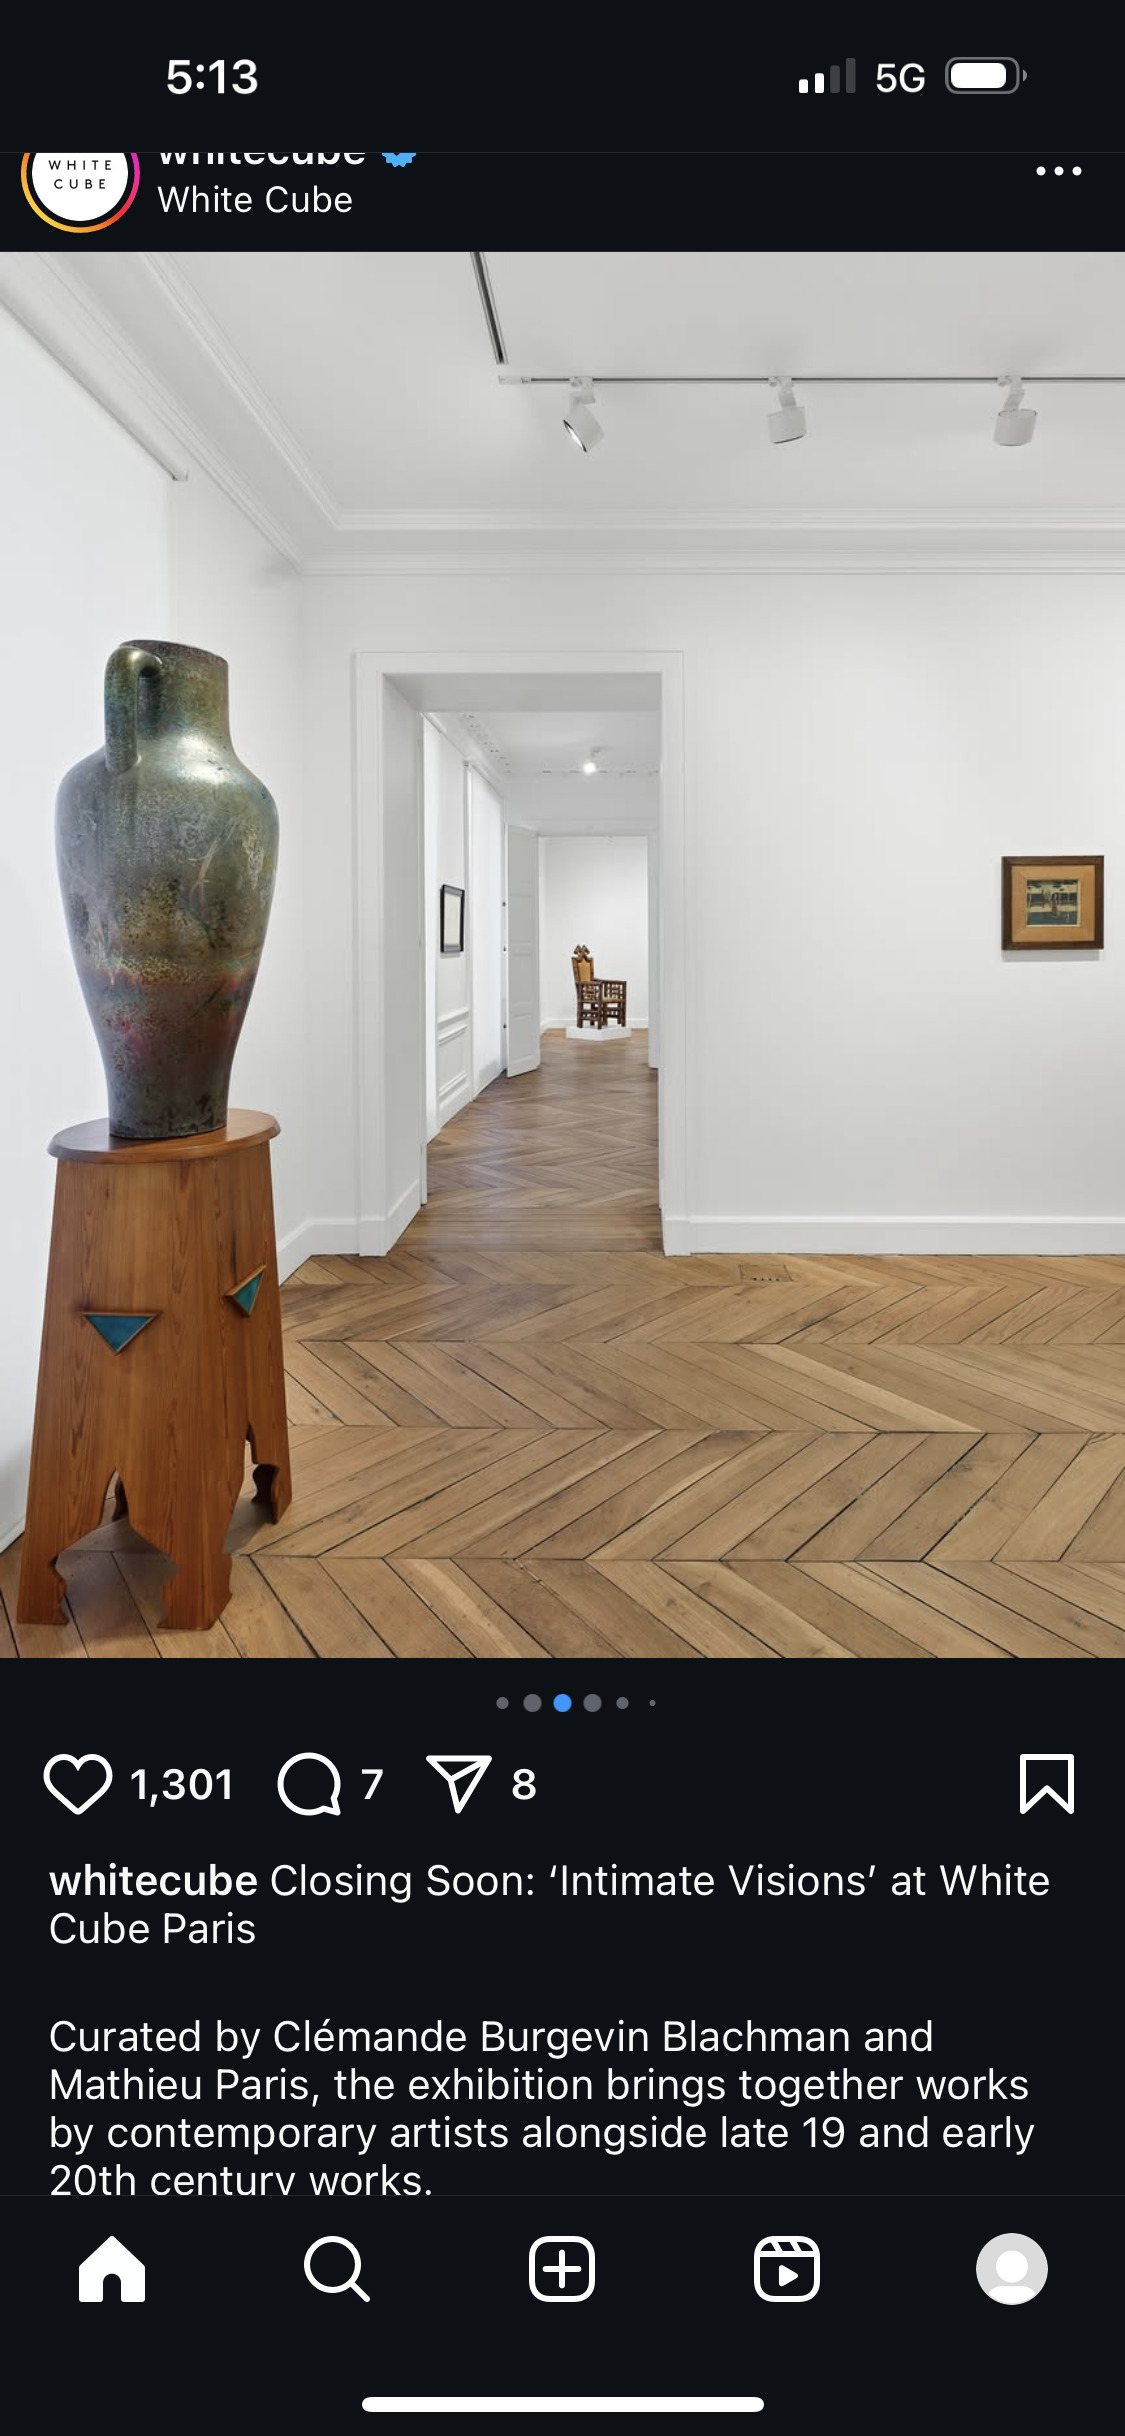 5:13
5G
whitecube
WHITE
CUBE
White Cube
1,301
7
8
whitecube Closing Soon: ‘Intimate Visions’ at White
Cube Paris
Curated by Clémande Burgevin Blachman and
Mathieu Paris, the exhibition brings together works
by contemporary artists alongside late 19 and early
20th century works.